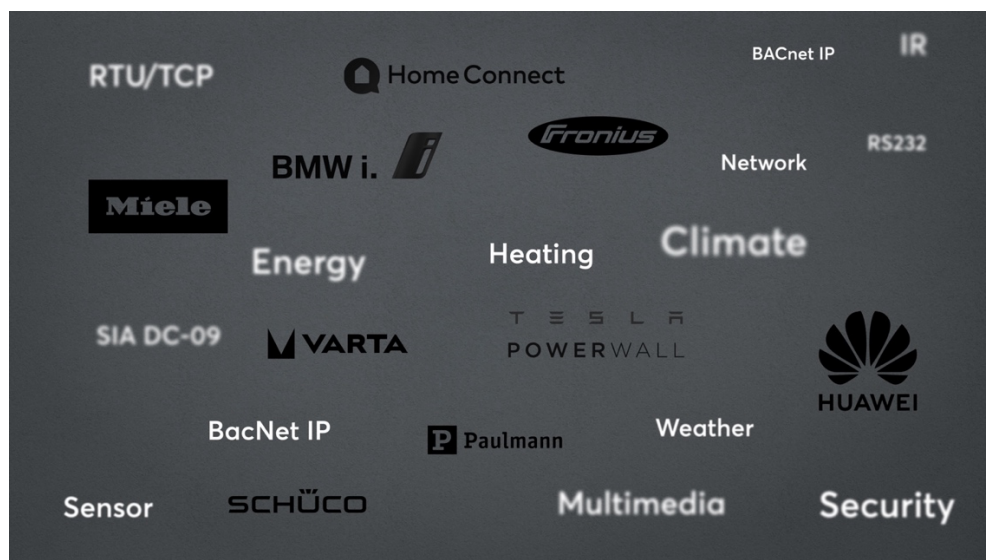 BACnet IP
IR
RTU/TCP
Home Connect
Fronius
RS232
BMW i.
Network
Miele
Energy
Heating
Climate
SIA DC-09
VARTA
TESLA
POWERWALL
HUAWEI
BacNet IP
Paulmann
Weather
Sensor
SCHÜCO
Multimedia
Security